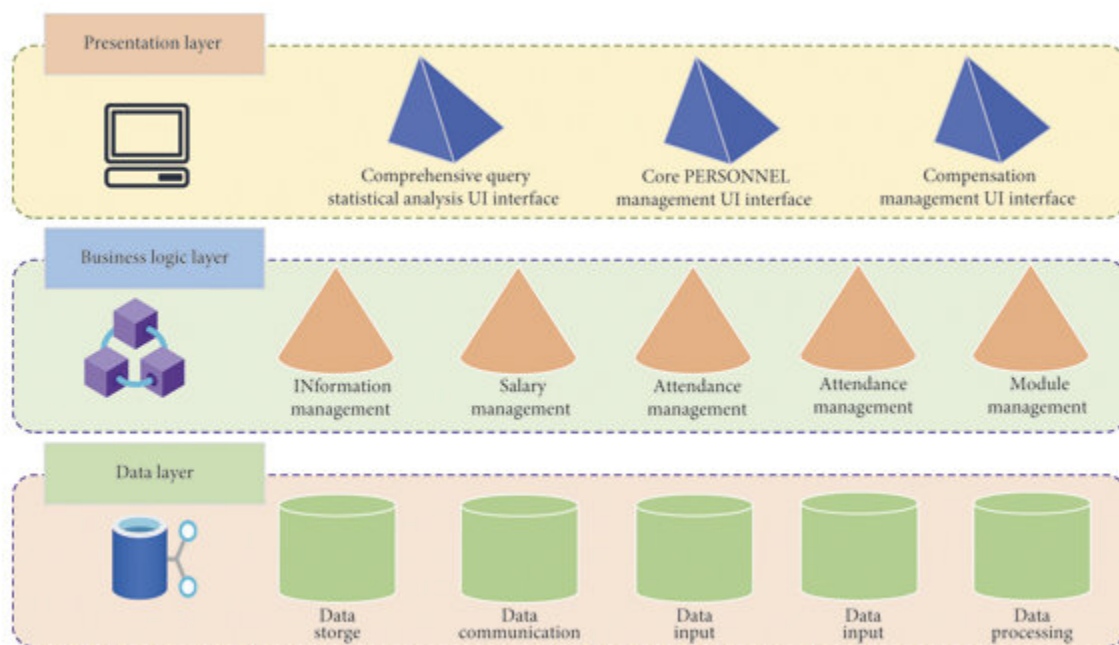 Presentation layer
Comprehensive query
statistical analysis UI interface
Core PERSONNEL
management UI interface
Compensation
management UI interface
Business logic layer
INformation
management
Salary
management
Attendance
management
Attendance
management
Module
management
Data layer
Data
storge
Data
communication
Data
input
Data
input
Data
processing